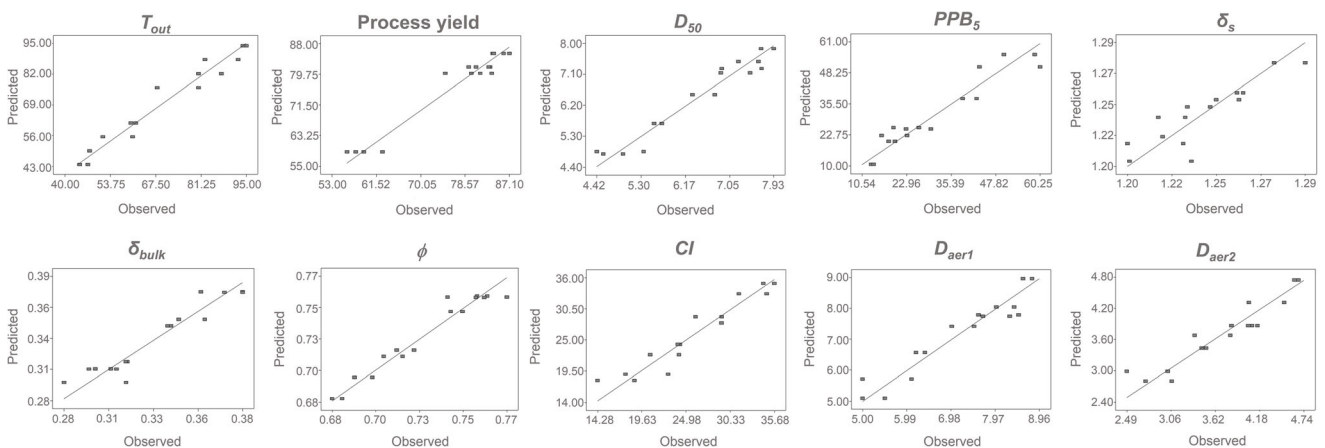 T_out
Process yield
D_50
PPB_5
δ_s
Predicted
95.00
82.00
69.00
56.00
43.00
40.00 53.75 67.50 81.25 95.00
Observed
Predicted
88.00
79.75
71.50
63.25
55.00
53.00 61.52 70.05 78.57 87.10
Observed
Predicted
8.00
7.10
6.20
5.30
4.40
4.42 5.30 6.17 7.05 7.93
Observed
Predicted
61.00
48.25
35.50
22.75
10.00
10.54 22.96 35.39 47.82 60.25
Observed
Predicted
1.29
1.27
1.25
1.22
1.20
1.20 1.22 1.25 1.27 1.29
Observed
δ_bulk
ϕ
CI
D_aer1
D_aer2
Predicted
0.39
0.36
0.34
0.31
0.28
0.28 0.31 0.33 0.36 0.38
Observed
Predicted
0.77
0.75
0.73
0.70
0.68
0.68 0.70 0.73 0.75 0.77
Observed
Predicted
36.00
30.50
25.00
19.50
14.00
14.28 19.63 24.98 30.33 35.68
Observed
Predicted
9.00
8.00
7.00
6.00
5.00
5.00 5.99 6.98 7.97 8.96
Observed
Predicted
4.80
4.20
3.60
3.00
2.40
2.49 3.06 3.62 4.18 4.74
Observed